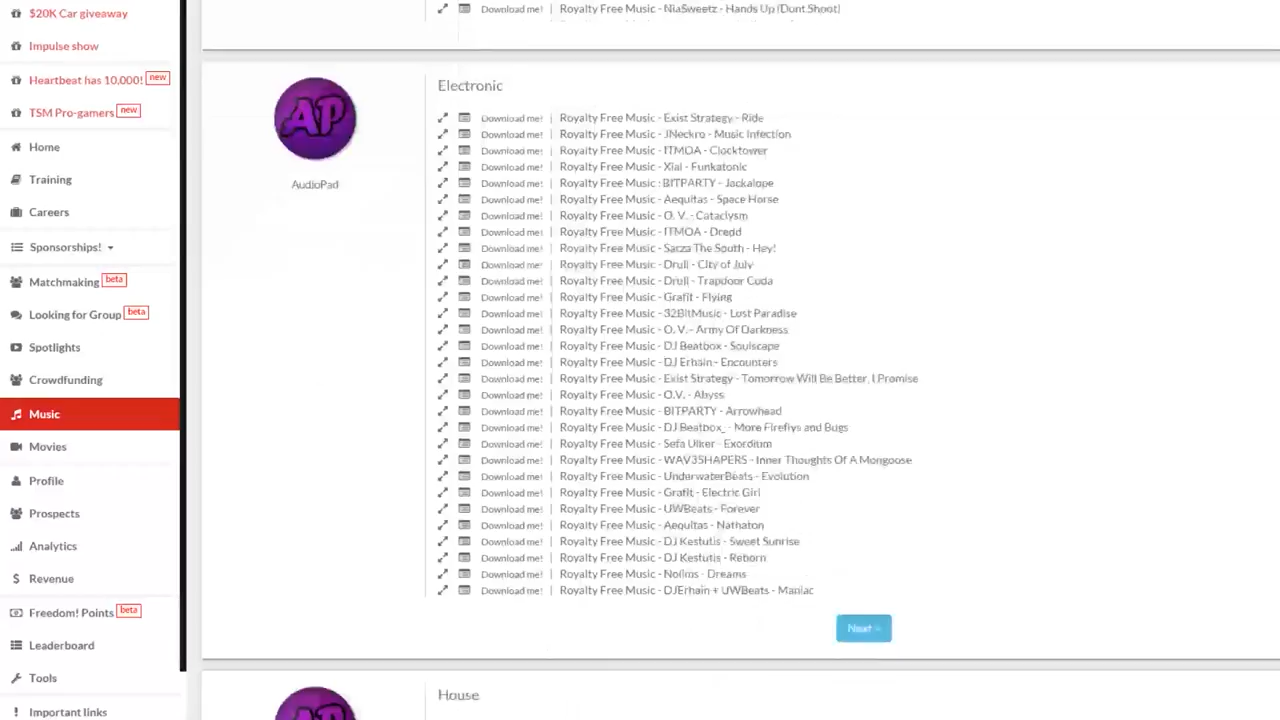 $20K Car giveaway
Impulse show
Heartbeat has 10,000! new
TSM Pro-gamers new
Home
Training
Careers
Sponsorships!
Matchmaking beta
Looking for Group beta
Spotlights
Crowdfunding
Music
Movies
Profile
Prospects
Analytics
Revenue
Freedom! Points beta
Leaderboard
Tools
Important links
Download me! | Royalty Free Music - NiaSweetz - Hands Up (Dont Shoot)
AP
AudioPad
Electronic
Download me! | Royalty Free Music - Exist Strategy - Ride
Download me! | Royalty Free Music - JNeckro - Music Infection
Download me! | Royalty Free Music - ITMOA - Clocktower
Download me! | Royalty Free Music - Xial - Funkatonic
Download me! | Royalty Free Music - BITPARTY - Jackalope
Download me! | Royalty Free Music - Aequitas - Space Horse
Download me! | Royalty Free Music - O. V. - Cataclysm
Download me! | Royalty Free Music - ITMOA - Dredd
Download me! | Royalty Free Music - Sarza The South - Hey!
Download me! | Royalty Free Music - Drull - City of July
Download me! | Royalty Free Music - Drull - Trapdoor Coda
Download me! | Royalty Free Music - Grafit - Flying
Download me! | Royalty Free Music - 32BitMusic - Lost Paradise
Download me! | Royalty Free Music - O. V. - Army Of Darkness
Download me! | Royalty Free Music - DJ Beatbox - Soulscape
Download me! | Royalty Free Music - DJ Erhain - Encounters
Download me! | Royalty Free Music - Exist Strategy - Tomorrow Will Be Better, I Promise
Download me! | Royalty Free Music - O.V. - Abyss
Download me! | Royalty Free Music - BITPARTY - Arrowhead
Download me! | Royalty Free Music - DJ Beatbox_ - More Fireflys and Bugs
Download me! | Royalty Free Music - Sefa Ulker - Exordium
Download me! | Royalty Free Music - WAV3SHAPERS - Inner Thoughts Of A Mongoose
Download me! | Royalty Free Music - UnderwaterBeats - Evolution
Download me! | Royalty Free Music - Grafit - Electric Girl
Download me! | Royalty Free Music - UWBeats - Forever
Download me! | Royalty Free Music - Aequitas - Nathaton
Download me! | Royalty Free Music - DJ Kestutis - Sweet Sunrise
Download me! | Royalty Free Music - DJ Kestutis - Reborn
Download me! | Royalty Free Music - - Dreams
Download me! | Royalty Free Music - DJErhain + UWBeats - Maniac
Next »
AP
House